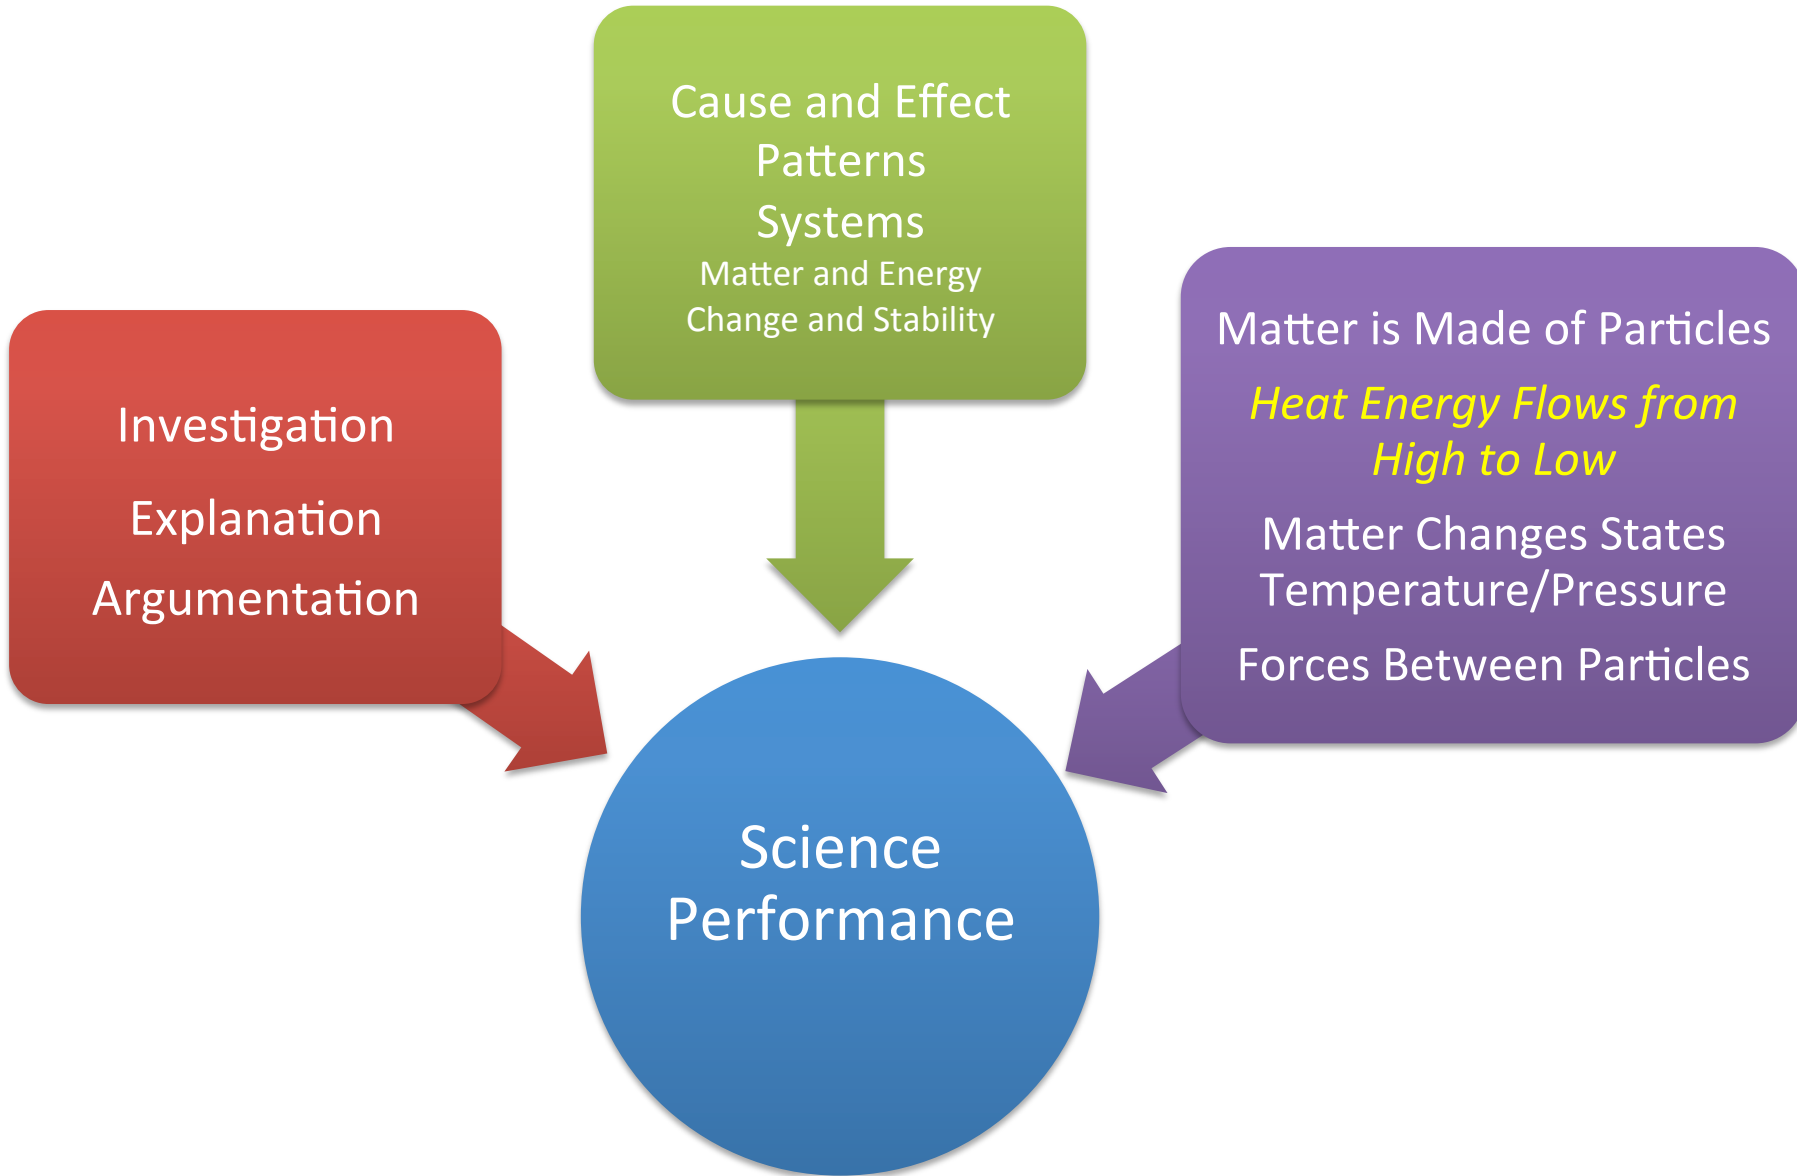 Cause and Effect
Patterns
Systems
Matter and Energy
Change and Stability
Investigation
Explanation
Argumentation
Matter is Made of Particles
Heat Energy Flows from
High to Low
Matter Changes States
Temperature/Pressure
Forces Between Particles
Science
Performance